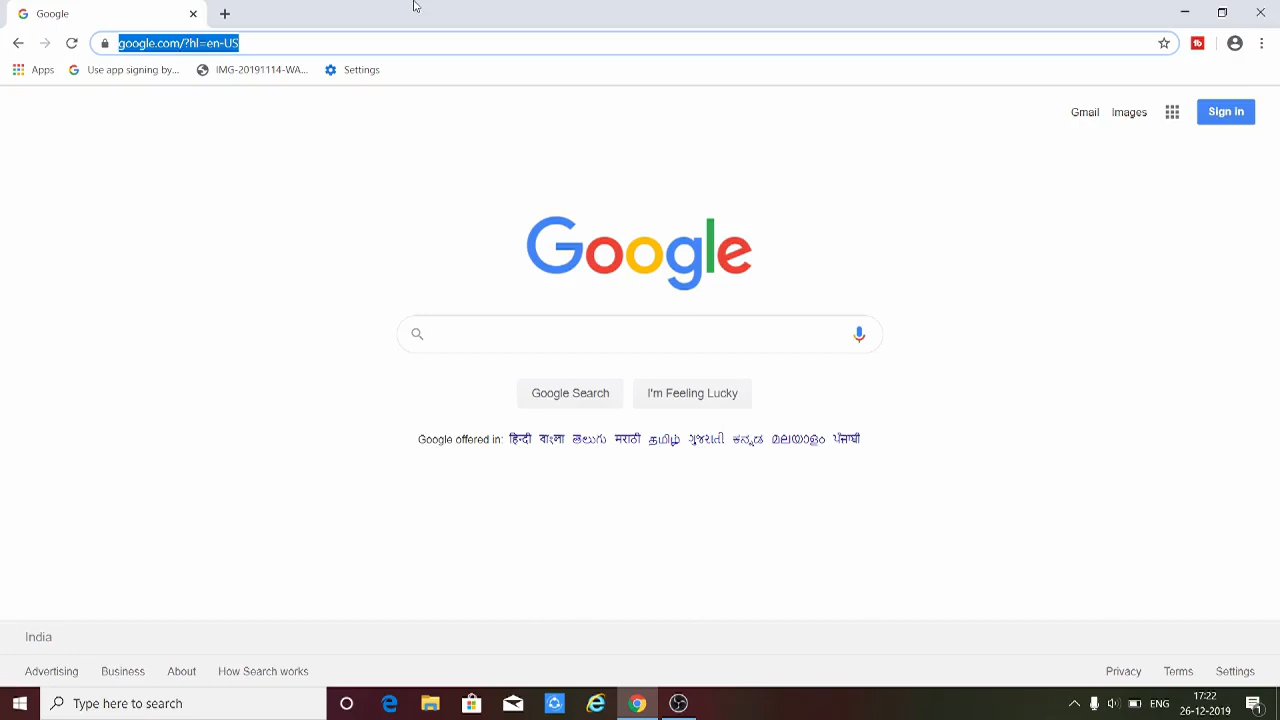 Google
google.com/?hl=en-US
Apps Use app signing by... IMG-20191114-WA... Settings
Gmail Images Sign in
Google
Google Search I'm Feeling Lucky
Google offered in: हिन्दी বাংলা తెలుగు मराठी தமிழ் ગુજરાતી ಕನ್ನಡ മലയാളം ਪੰਜਾਬੀ
India
Advertising Business About How Search works Privacy Terms Settings
Type here to search ENG 17:22
26-12-2019